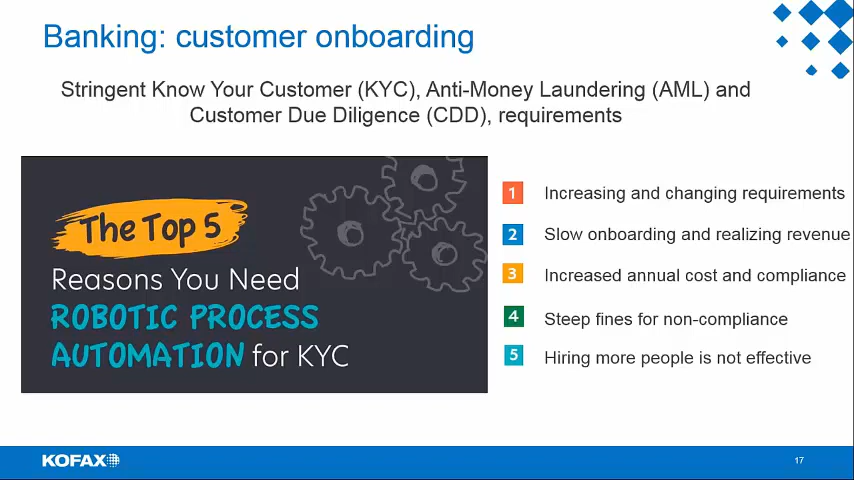 Banking: customer onboarding
Stringent Know Your Customer (KYC), Anti-Money Laundering (AML) and
Customer Due Diligence (CDD), requirements
The Top 5
Reasons You Need
ROBOTIC PROCESS
AUTOMATION for KYC
1 Increasing and changing requirements
2 Slow onboarding and realizing revenue
3 Increased annual cost and compliance
4 Steep fines for non-compliance
5 Hiring more people is not effective
KOFAX
17